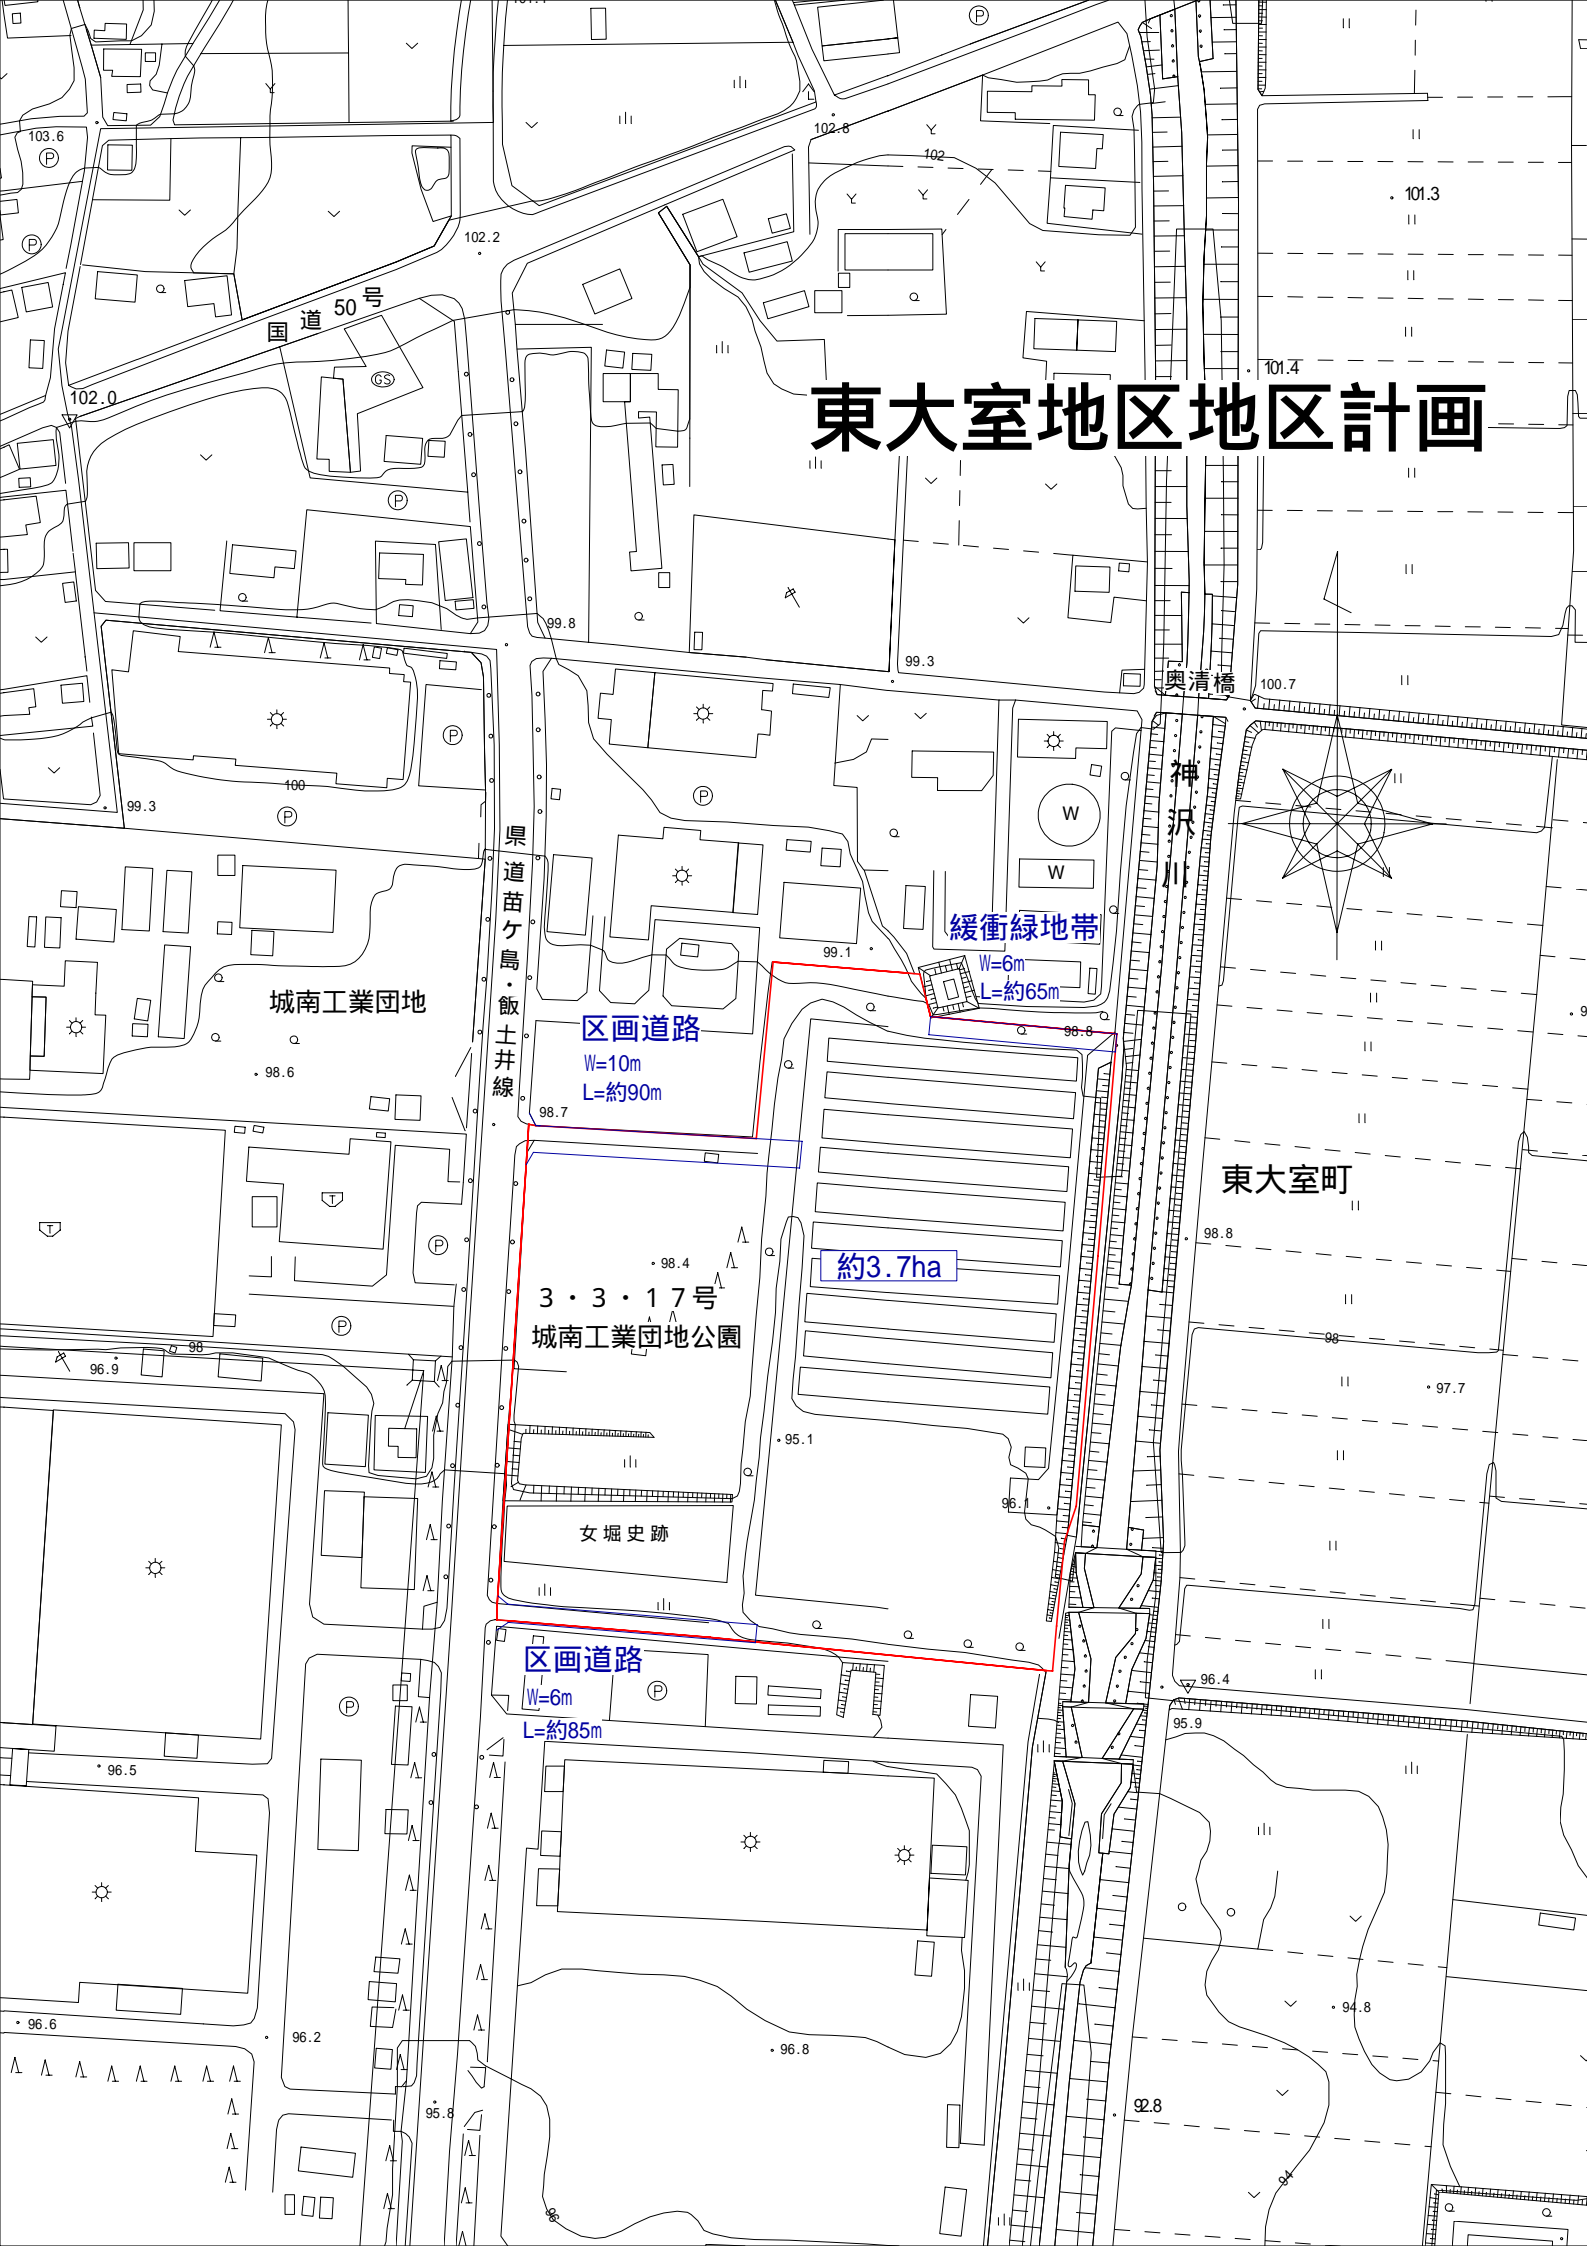 103.6
P
P
P
102.8
102
101.3
102.2
国道50号
GS
102.0
101.4
東大室地区地区計画
P
99.8
99.3
奥清橋
100.7
P
100
99.3
P
P
神沢川
W
W
県道苗ケ島・飯土井線
緩衝緑地帯
W=6m
L=約65m
99.1
城南工業団地
区画道路
W=10m
L=約90m
98.8
98.6
98.7
東大室町
T
T
P
98.8
98.4
約3.7ha
3・3・17号
城南工業団地公園
P
98
98
96.9
97.7
95.1
96.1
女堀史跡
区画道路
W=6m
L=約85m
P
P
96.4
95.9
96.5
96.6
96.2
94.8
96.8
95.8
92.8
94
96